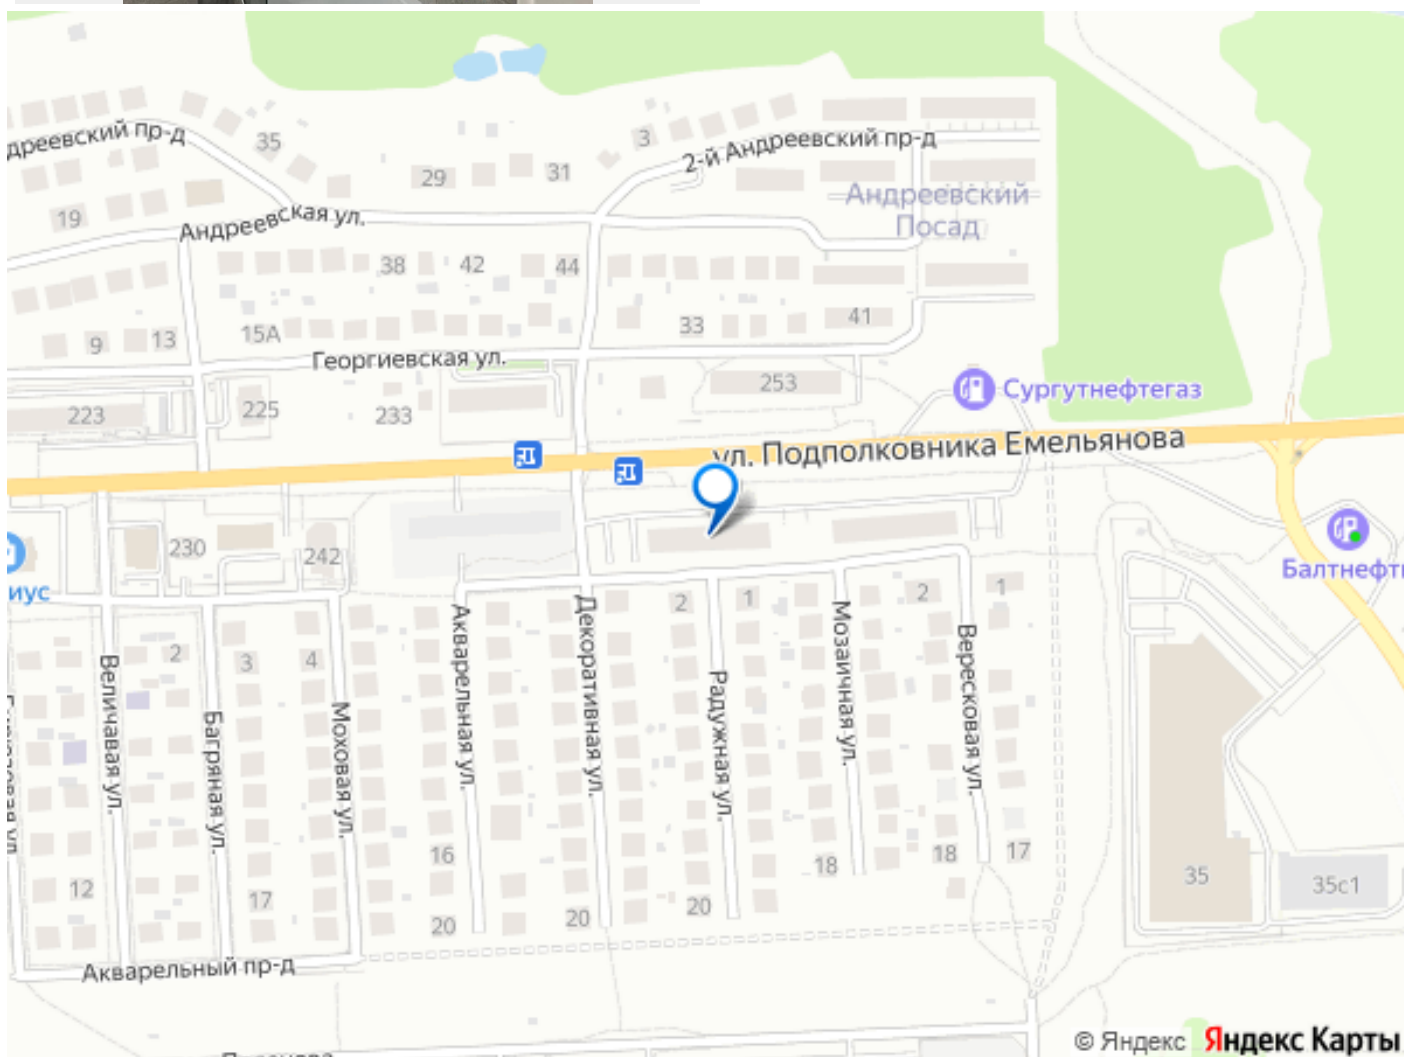 дреевский пр-д
35
3
2-й Андреевский пр-д
29
31
Андреевский
Посад
19
Андреевская ул.
38
42
44
9
13
15А
33
41
Георгиевская ул.
253
Сургутнефтегаз
223
225
233
ул. Подполковника Емельянова
230
242
иус
Балтнефть
2
1
2
1
2
3
4
Величавая ул.
Багряная ул.
Моховая ул.
Акварельная ул.
Декоративная ул.
Радужная ул.
Мозаичная ул.
Вересковая ул.
16
18
18
17
35
35с1
12
17
20
20
20
Акварельный пр-д
© Яндекс Яндекс Карты